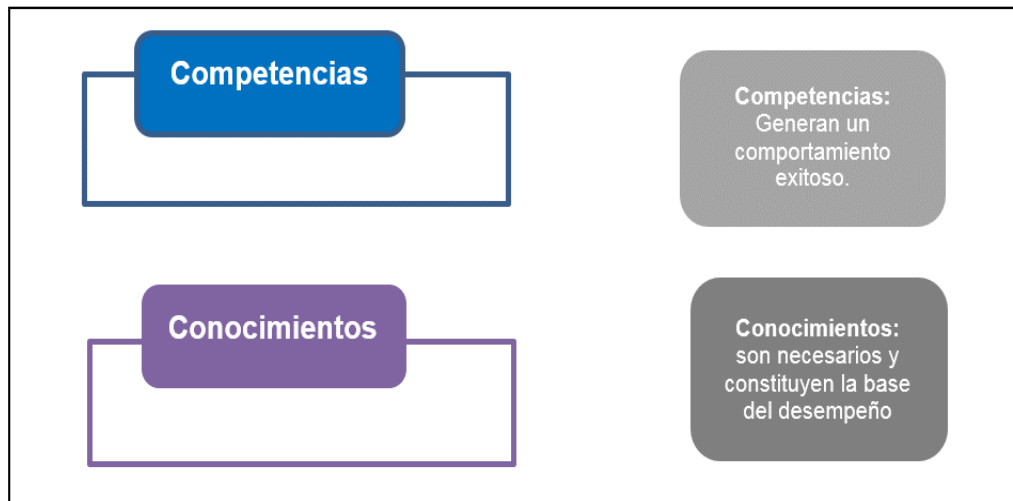 Competencias
Competencias:
Generan un
comportamiento
exitoso.
Conocimientos
Conocimientos:
son necesarios y
constituyen la base
del desempeño